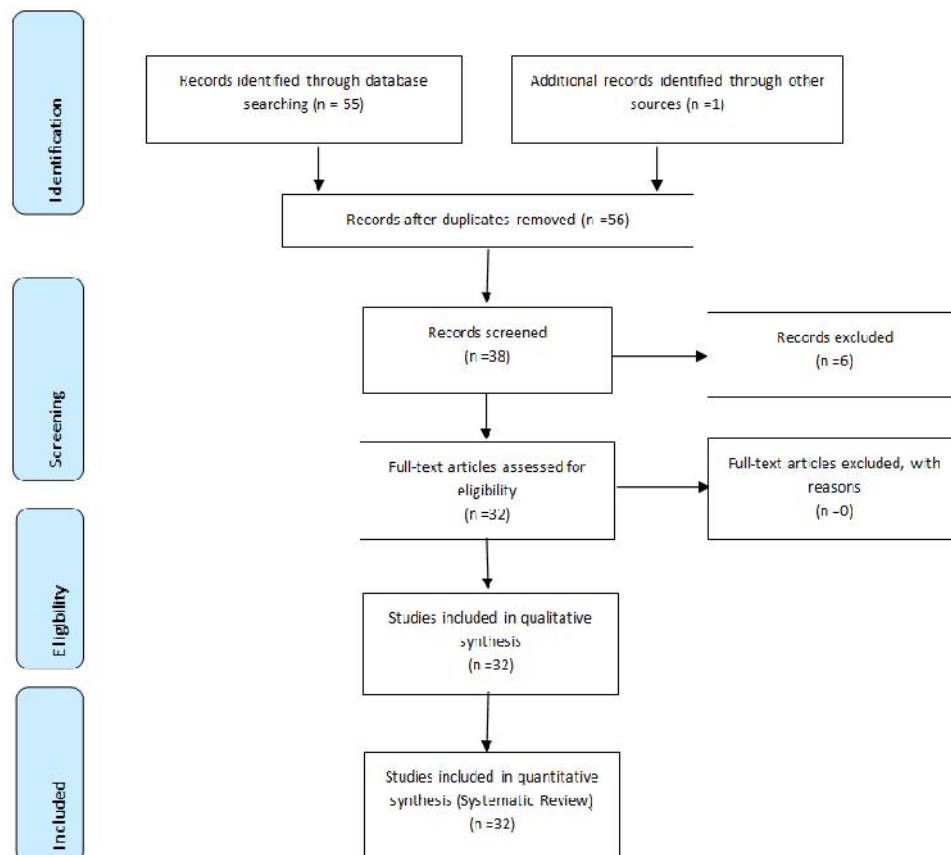 Identification
Records identified through database
searching (n = 55)
Additional records identified through other
sources (n =1)
Records after duplicates removed (n =56)
Screening
Records screened
(n =38)
Records excluded
(n =6)
Full-text articles assessed for
eligibility
(n =32)
Full-text articles excluded, with
reasons
(n =0)
Eligibility
Studies included in qualitative
synthesis
(n =32)
Included
Studies included in quantitative
synthesis (Systematic Review)
(n =32)